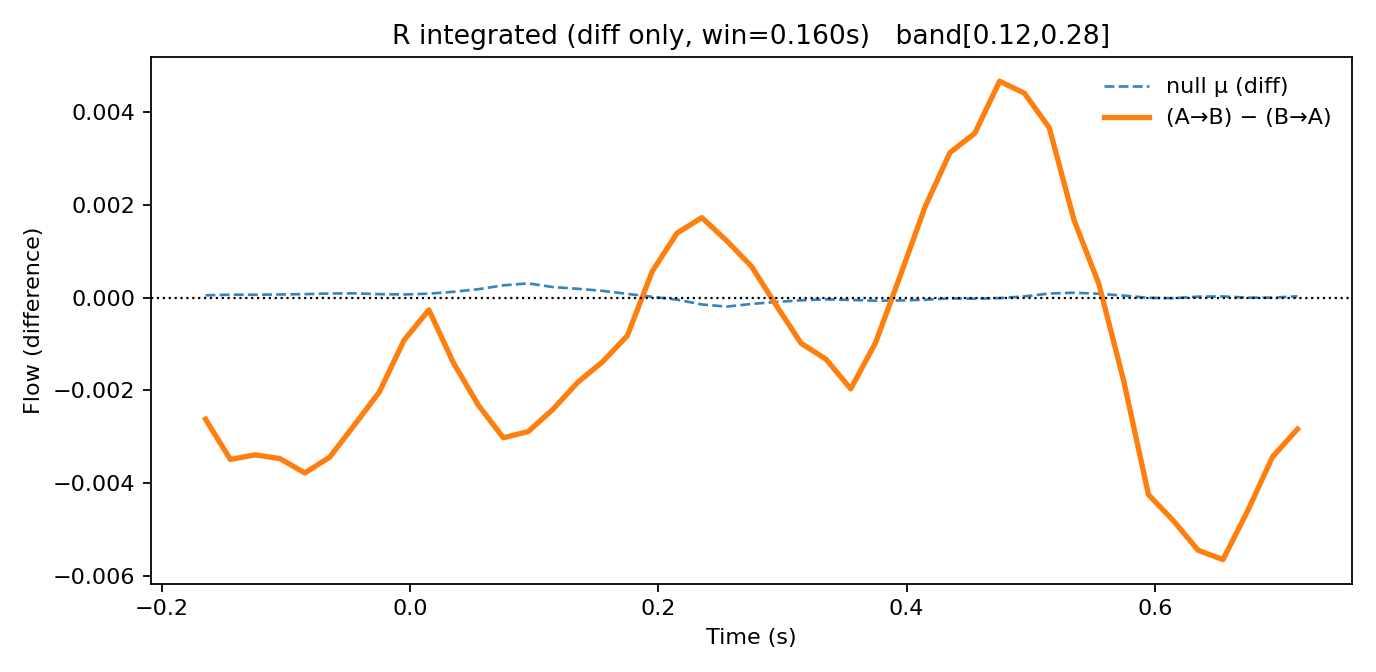 R integrated (diff only, win=0.160s)   band[0.12,0.28]
null μ (diff)
(A→B) − (B→A)
0.004
0.002
0.000
−0.002
−0.004
−0.006
Flow (difference)
−0.2
0.0
0.2
0.4
0.6
Time (s)